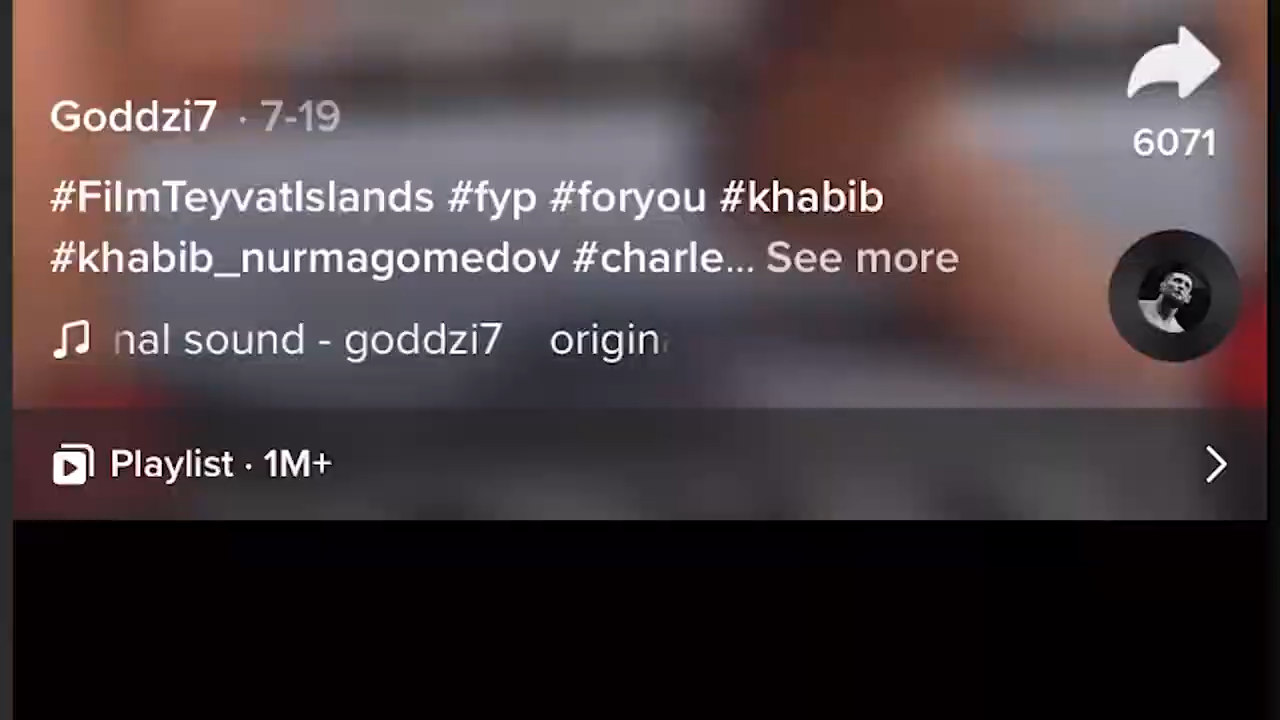 Goddzi7 · 7-19
6071
#FilmTeyvatIslands #fyp #foryou #khabib
#khabib_nurmagomedov #charle... See more
nal sound - goddzi7 origin
Playlist · 1M+